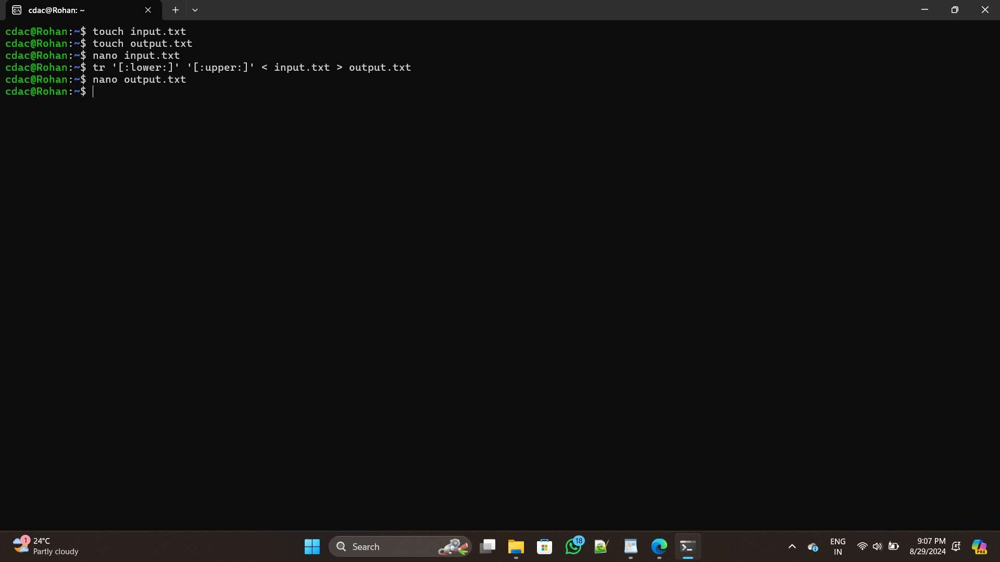 cdac@Rohan: ~
cdac@Rohan:~$ touch input.txt
cdac@Rohan:~$ touch output.txt
cdac@Rohan:~$ nano input.txt
cdac@Rohan:~$ tr '[:lower:]' '[:upper:]' < input.txt > output.txt
cdac@Rohan:~$ nano output.txt
cdac@Rohan:~$
1
24°C
Partly cloudy
Search
18
ENG
IN
9:07 PM
8/29/2024
PRE